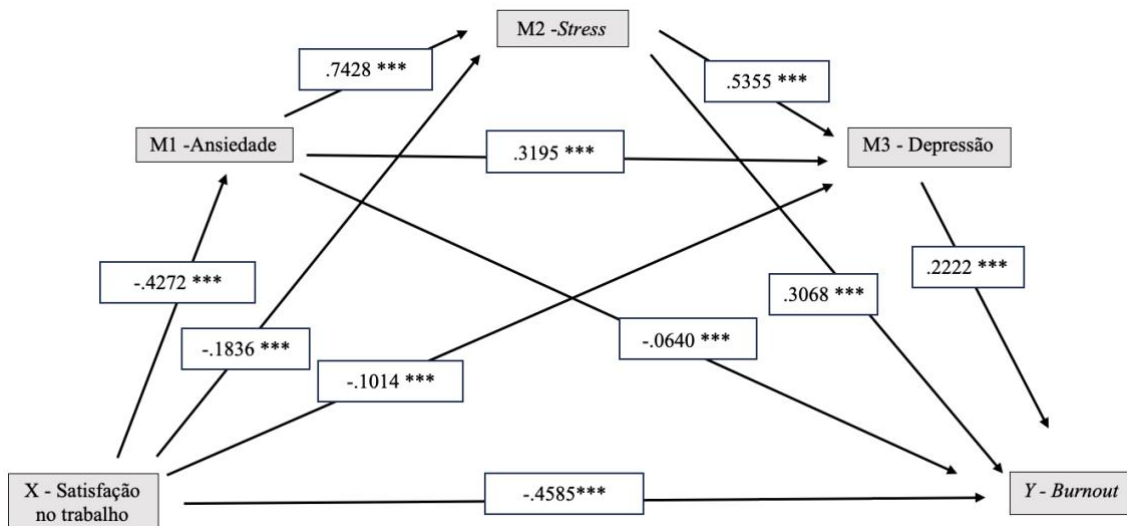 M2 -Stress
.7428 ***
.5355 ***
M1 -Ansiedade
.3195 ***
M3 - Depressão
-.4272 ***
.2222 ***
.3068 ***
-.1836 ***
-.0640 ***
-.1014 ***
X - Satisfação
no trabalho
-.4585***
Y - Burnout